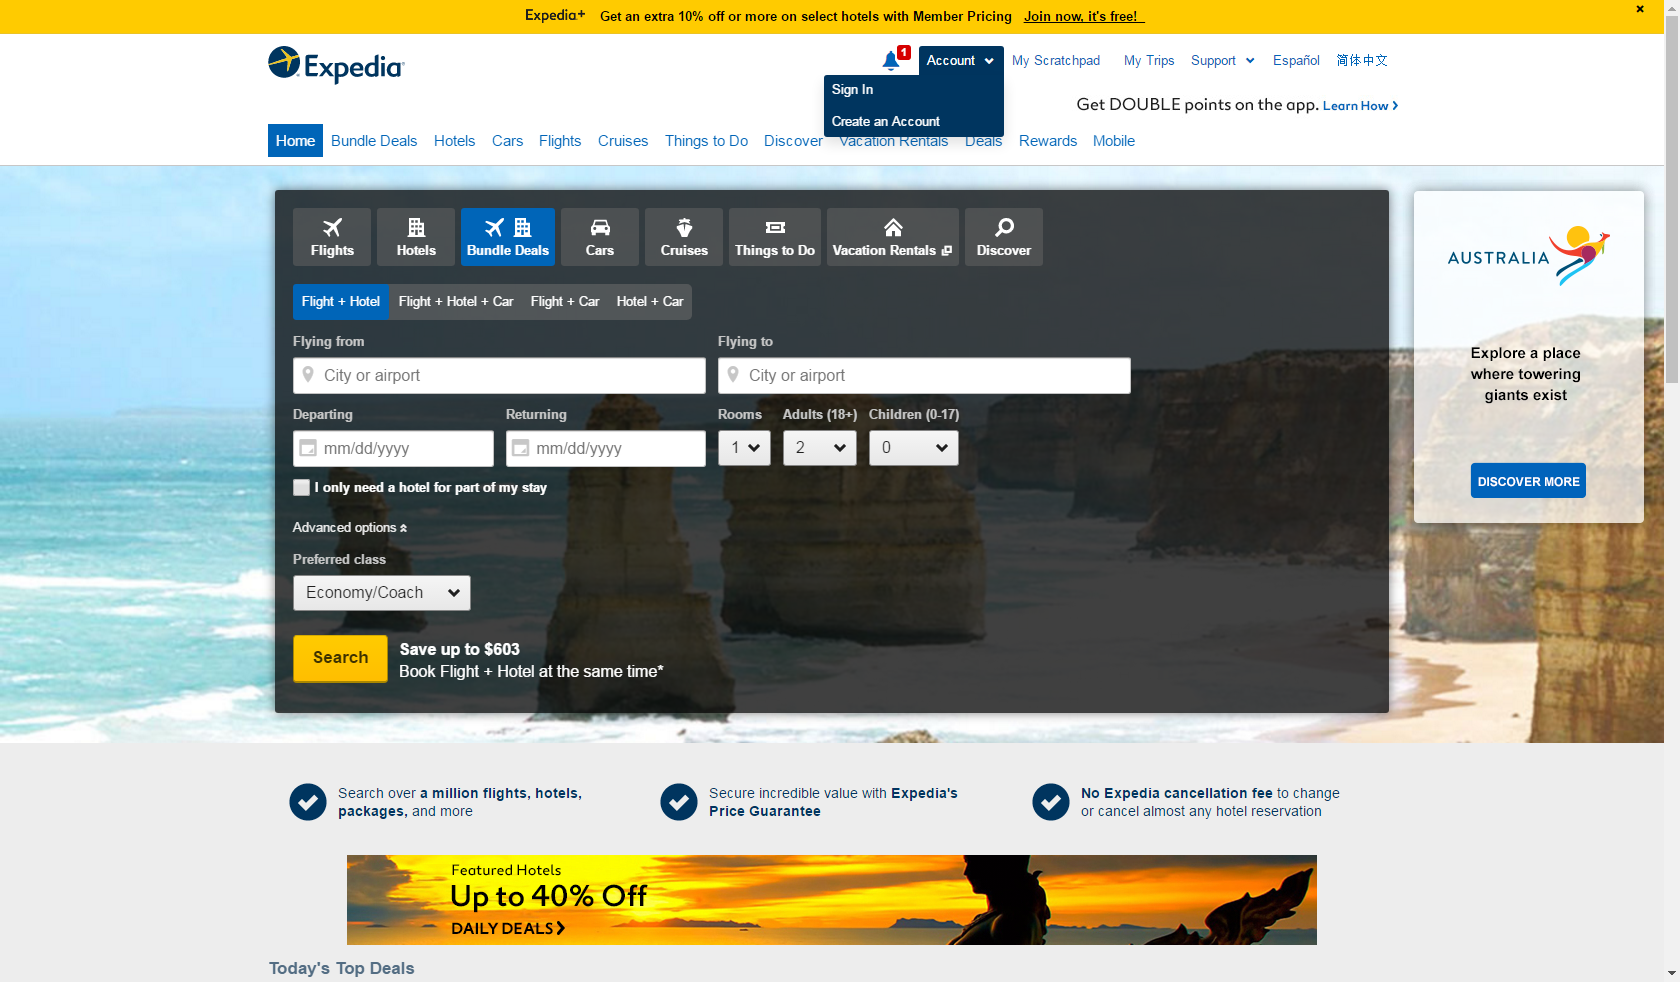 Expedia+ Get an extra 10% off or more on select hotels with Member Pricing Join now, it's free!
Expedia
1
Account My Scratchpad My Trips Support Español 简体中文
Sign In
Create an Account
Get DOUBLE points on the app. Learn How
Home Bundle Deals Hotels Cars Flights Cruises Things to Do Discover Vacation Rentals Deals Rewards Mobile
Flights Hotels Bundle Deals Cars Cruises Things to Do Vacation Rentals Discover
Flight + Hotel Flight + Hotel + Car Flight + Car Hotel + Car
Flying from Flying to
City or airport City or airport
Departing Returning Rooms Adults (18+) Children (0-17)
mm/dd/yyyy mm/dd/yyyy 1 2 0
I only need a hotel for part of my stay
Advanced options
Preferred class
Economy/Coach
Search
Save up to $603
Book Flight + Hotel at the same time*
AUSTRALIA
Explore a place
where towering
giants exist
DISCOVER MORE
Search over a million flights, hotels,
packages, and more
Secure incredible value with Expedia's
Price Guarantee
No Expedia cancellation fee to change
or cancel almost any hotel reservation
Featured Hotels
Up to 40% Off
DAILY DEALS
Today's Top Deals